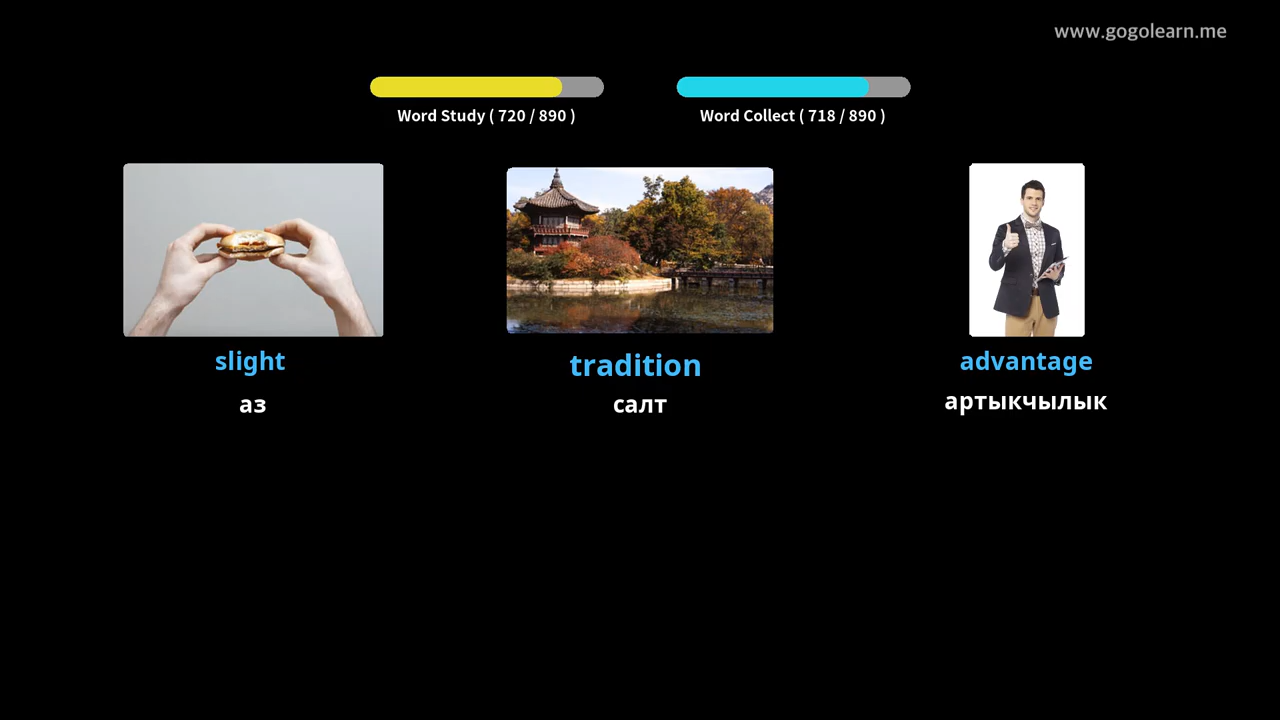 www.gogolearn.me
Word Study ( 720 / 890 )
Word Collect ( 718 / 890 )
slight
tradition
advantage
аз
салт
артыкчылык